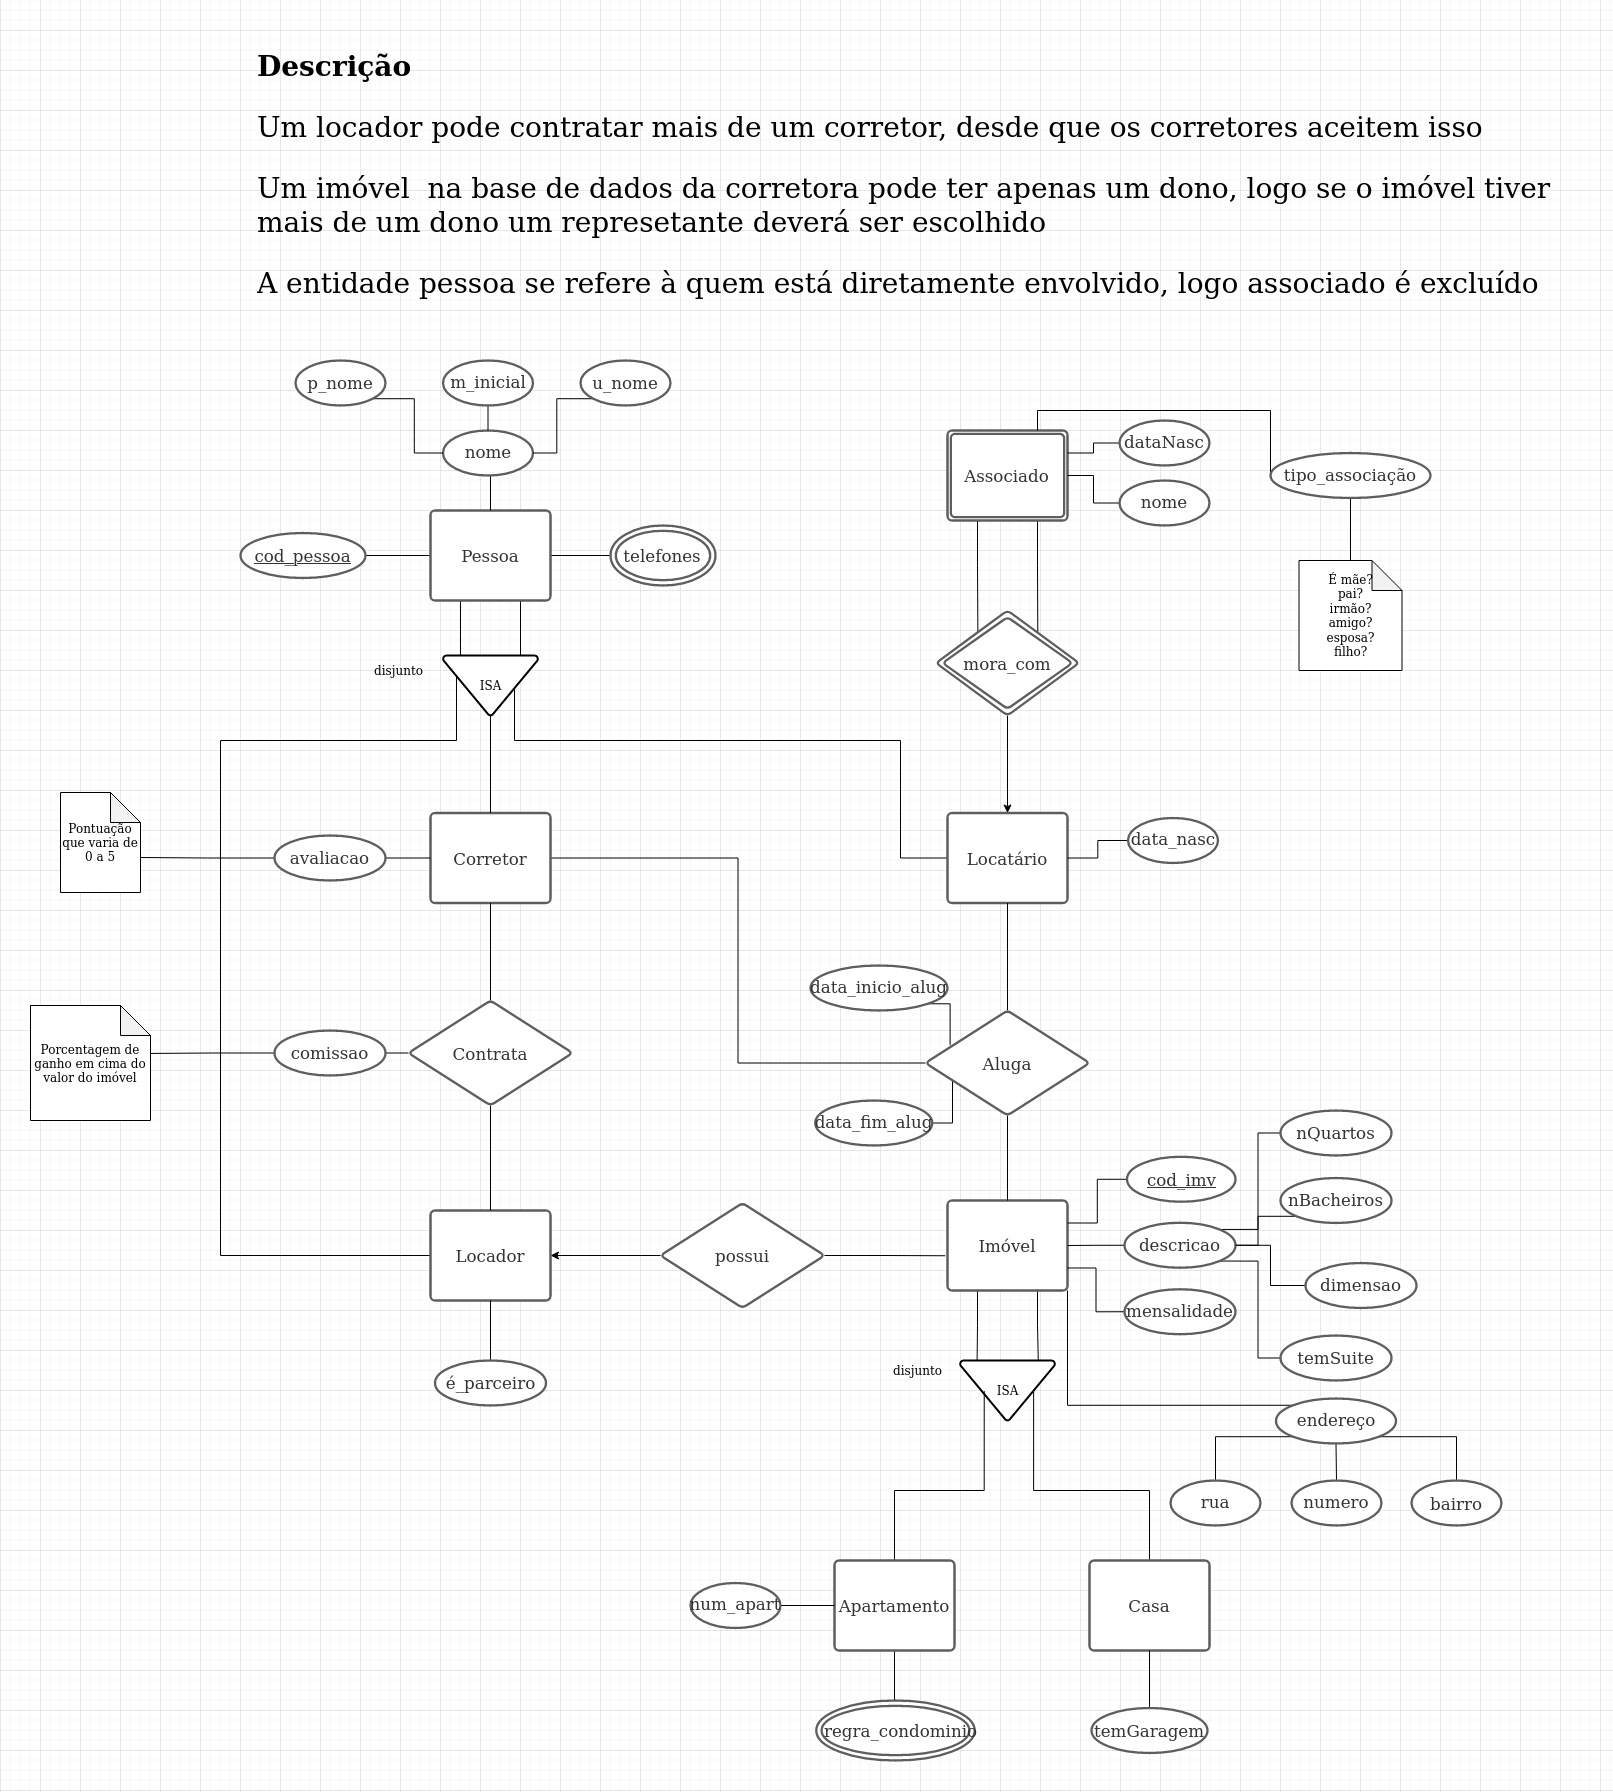 Descrição
Um locador pode contratar mais de um corretor, desde que os corretores aceitem isso
Um imóvel  na base de dados da corretora pode ter apenas um dono, logo se o imóvel tiver
mais de um dono um represetante deverá ser escolhido
A entidade pessoa se refere à quem está diretamente envolvido, logo associado é excluído
p_nome
m_inicial
u_nome
nome
Pessoa
cod_pessoa
telefones
disjunto
ISA
Associado
dataNasc
nome
tipo_associação
É mãe?
pai?
irmão?
amigo?
esposa?
filho?
mora_com
Pontuação
que varia de
0 a 5
avaliacao
Corretor
Locatário
data_nasc
Porcentagem de
ganho em cima do
valor do imóvel
comissao
Contrata
data_inicio_alug
Aluga
data_fim_alug
Locador
é_parceiro
possui
Imóvel
cod_imv
descricao
mensalidade
nQuartos
nBacheiros
dimensao
temSuite
endereço
rua
numero
bairro
disjunto
ISA
num_apart
Apartamento
regra_condominio
Casa
temGaragem